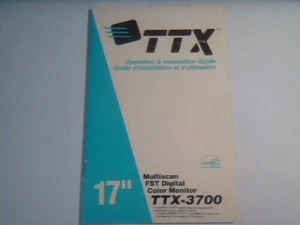 TTX
Operation & Installation Guide
Guide d'installation et d'utilisation
17"
Multiscan
FST Digital
Color Monitor
TTX-3700